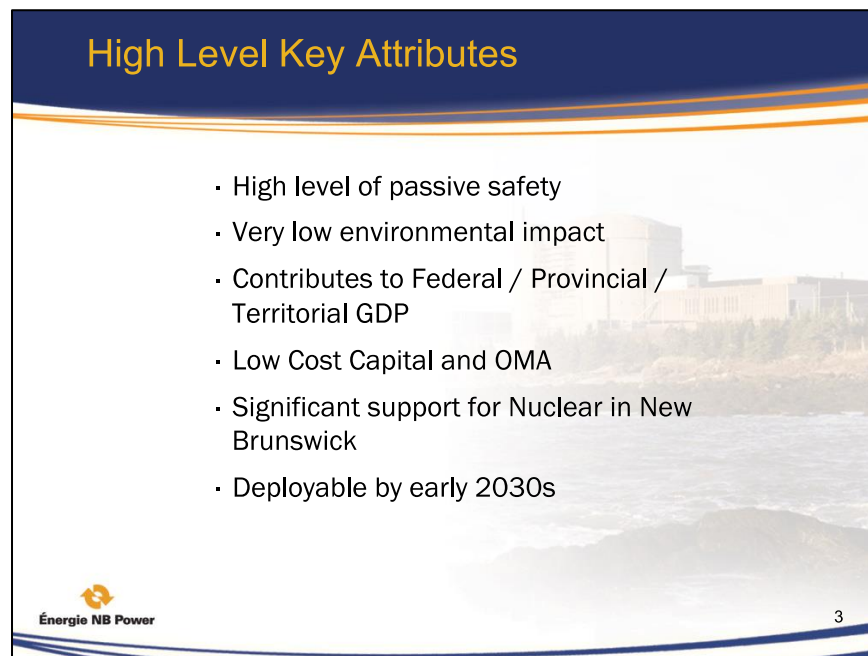 High Level Key Attributes
· High level of passive safety
· Very low environmental impact
· Contributes to Federal / Provincial /
Territorial GDP
· Low Cost Capital and OMA
· Significant support for Nuclear in New
Brunswick
· Deployable by early 2030s
Énergie NB Power
3